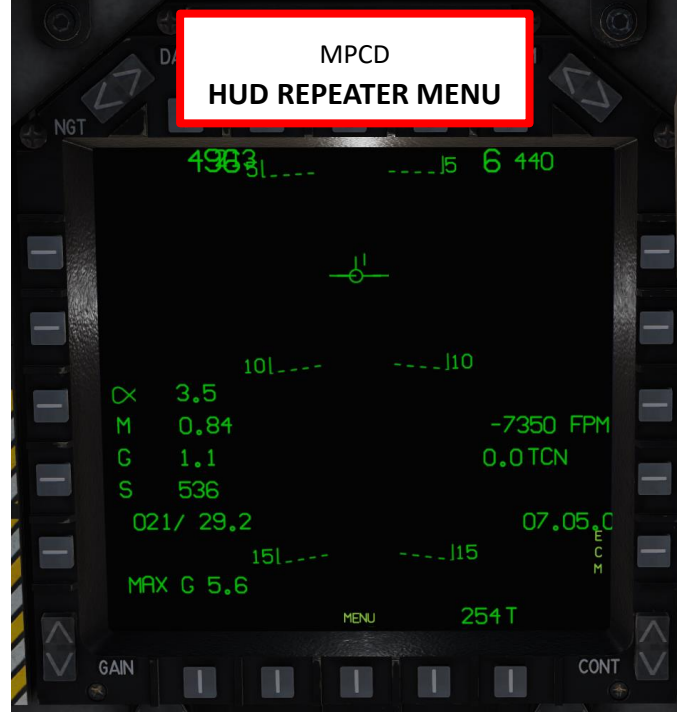 MPCD
HUD REPEATER MENU
NGT
5 5 6 440
10 10
α 3.5
M 0.84 -7350 FPM
G 1.1 0.0 TCN
S 536
021/ 29.2 07.05.0
ECM
15 15
MAX G 5.6
MENU 254 T
GAIN CONT